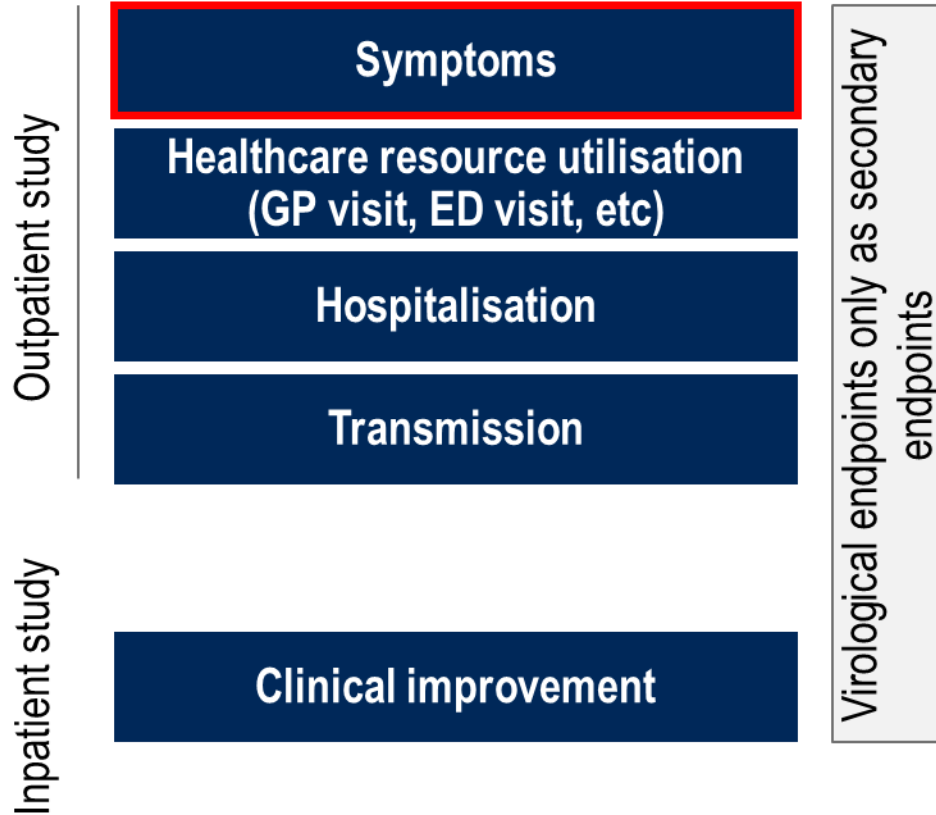 Outpatient study
Symptoms
Healthcare resource utilisation
(GP visit, ED visit, etc)
Hospitalisation
Transmission
Inpatient study
Clinical improvement
Virological endpoints only as secondary
endpoints